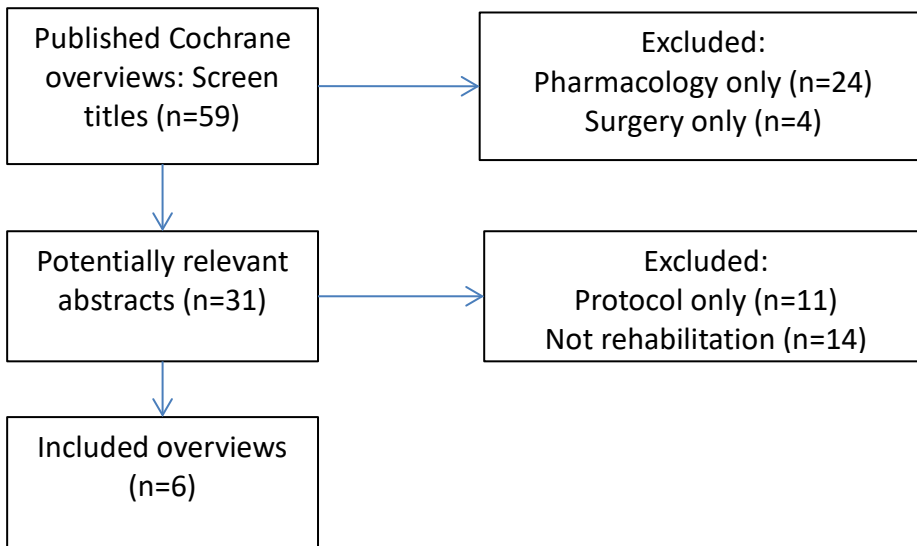 Published Cochrane
overviews: Screen
titles (n=59)
Excluded:
Pharmacology only (n=24)
Surgery only (n=4)
Potentially relevant
abstracts (n=31)
Excluded:
Protocol only (n=11)
Not rehabilitation (n=14)
Included overviews
(n=6)